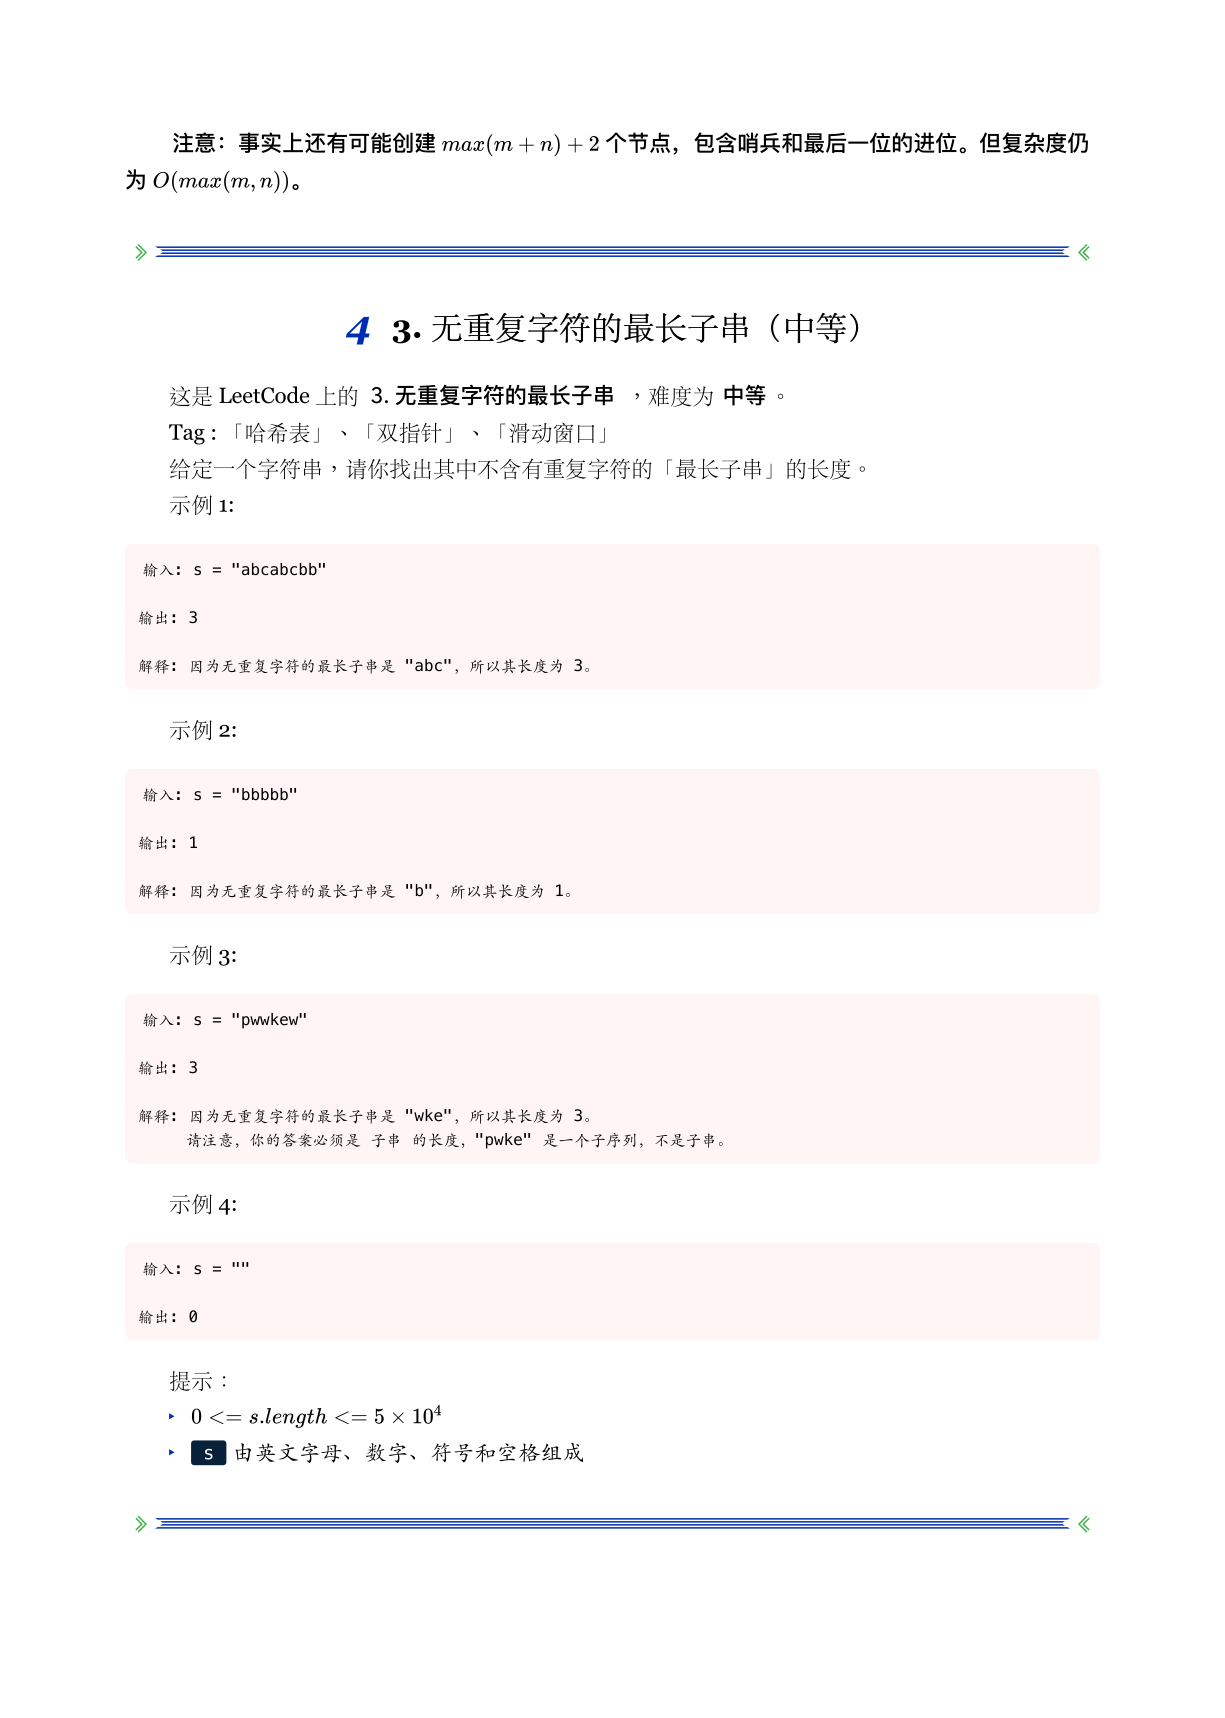 注意：事实上还有可能创建 max(m + n) + 2 个节点，包含哨兵和最后一位的进位。但复杂度仍
为 O(max(m, n))。
4 3. 无重复字符的最长子串（中等）
这是 LeetCode 上的 3. 无重复字符的最长子串 ，难度为 中等 。
Tag : 「哈希表」、「双指针」、「滑动窗口」
给定一个字符串，请你找出其中不含有重复字符的「最长子串」的长度。
示例 1:
输入: s = "abcabcbb"
输出: 3
解释: 因为无重复字符的最长子串是 "abc"，所以其长度为 3。
示例 2:
输入: s = "bbbbb"
输出: 1
解释: 因为无重复字符的最长子串是 "b"，所以其长度为 1。
示例 3:
输入: s = "pwwkew"
输出: 3
解释: 因为无重复字符的最长子串是 "wke"，所以其长度为 3。
请注意，你的答案必须是 子串 的长度，"pwke" 是一个子序列，不是子串。
示例 4:
输入: s = ""
输出: 0
提示：
‣ 0 <= s.length <= 5 × 10⁴
‣ s 由英文字母、数字、符号和空格组成